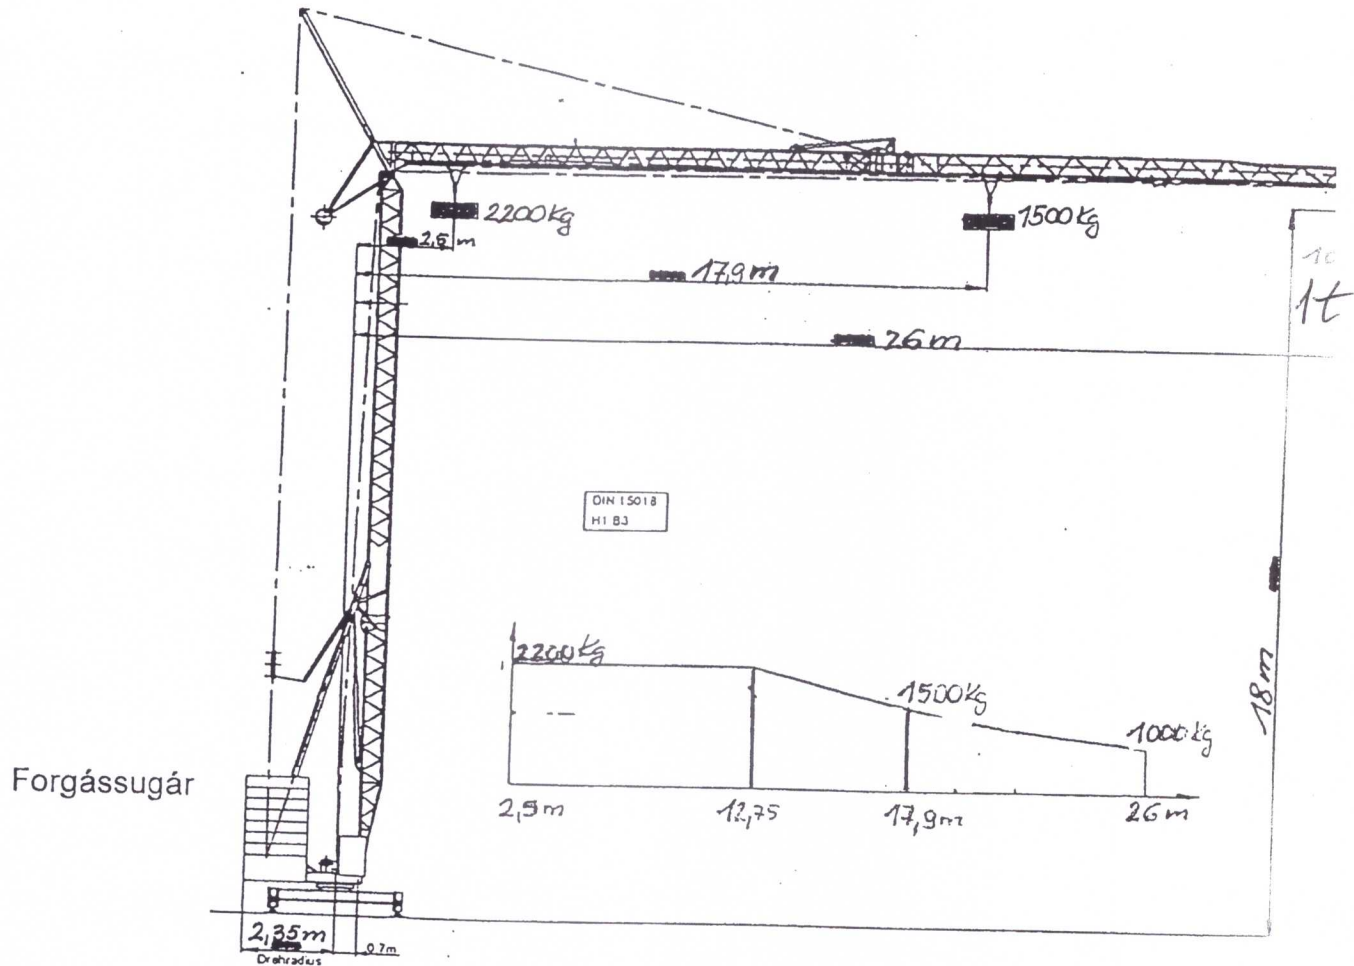 2200kg
1500kg
2,5 m
17,9m
1t
26m
DIN 15018
H1 B3
2200kg
1500kg
1000kg
18m
Forgássugár
2,9m
12,75
17,9m
26m
2,35m
0.7m
Drehradius